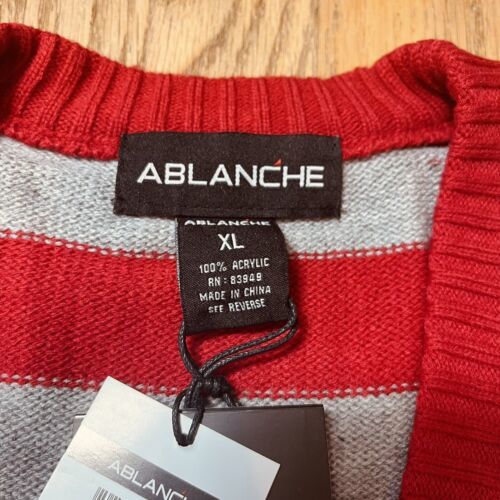 ABLANCHE
ABLANCHE
XL
100% ACRYLIC
RN: 83949
MADE IN CHINA
SEE REVERSE
ABLANCHE